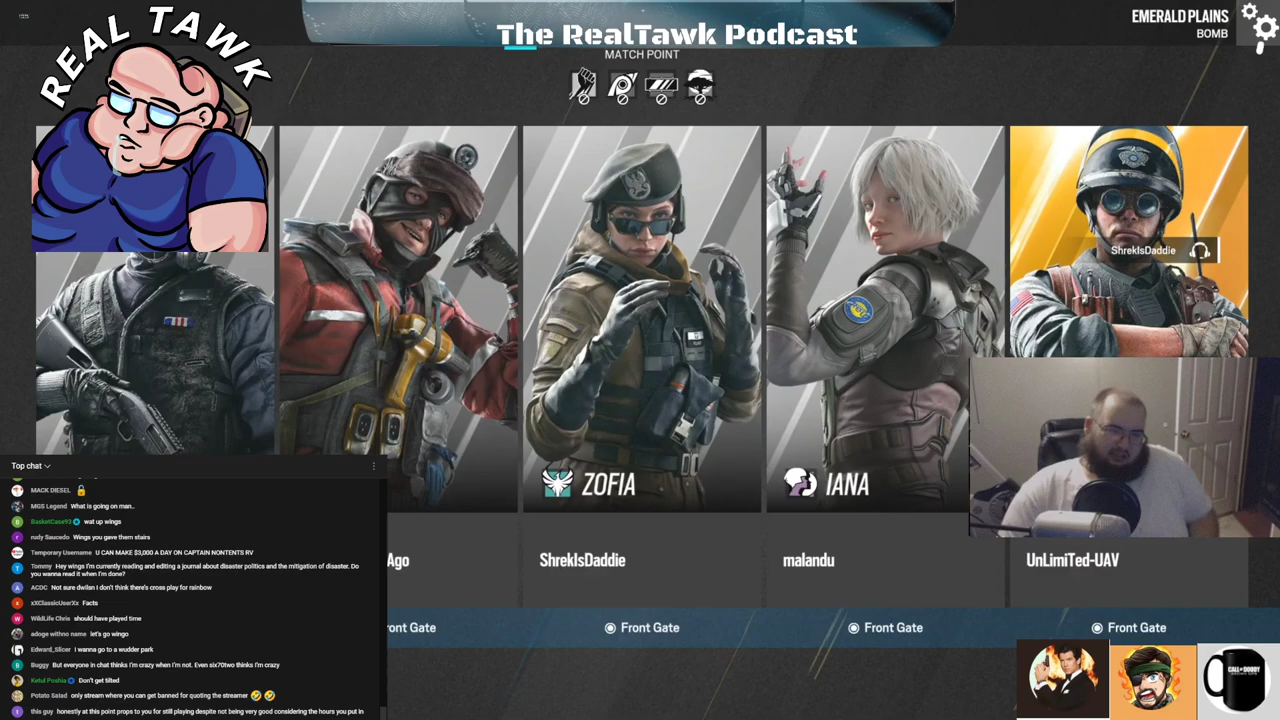 REAL TAWK
The RealTawk Podcast
MATCH POINT
EMERALD PLAINS
BOMB
ShrekIsDaddie
ZOFIA
IANA
Ago
ShrekIsDaddie
malandu
UnLimiTed-UAV
ont Gate
Front Gate
Front Gate
Front Gate
Top chat
MACK DIESEL 🔒
MGS Legend What is going on man..
BasketCase93 wat up wings
rudy Saucedo Wings you gave them stairs
Temporary Username U CAN MAKE $3,000 A DAY ON CAPTAIN NONTENTS RV
Tommy Hey wings I'm currently reading and editing a journal about disaster politics and the mitigation of disaster. Do
you wanna read it when I'm done?
ACDC Not sure dwilsn I don't think there's cross play for rainbow
xXClassicUserXx Facts
WildLife Chris should have played time
adoge withno name let's go wingo
Edward_Slicer I wanna go to a wudder park
Buggy But everyone in chat thinks I'm crazy when I'm not. Even six70two thinks I'm crazy
Ketul Poshia Don't get tilted
Potato Salad only stream where you can get banned for quoting the streamer 🤣 🤣
this guy honestly at this point props to you for still playing despite not being very good considering the hours you put in
CALL OF DOODY